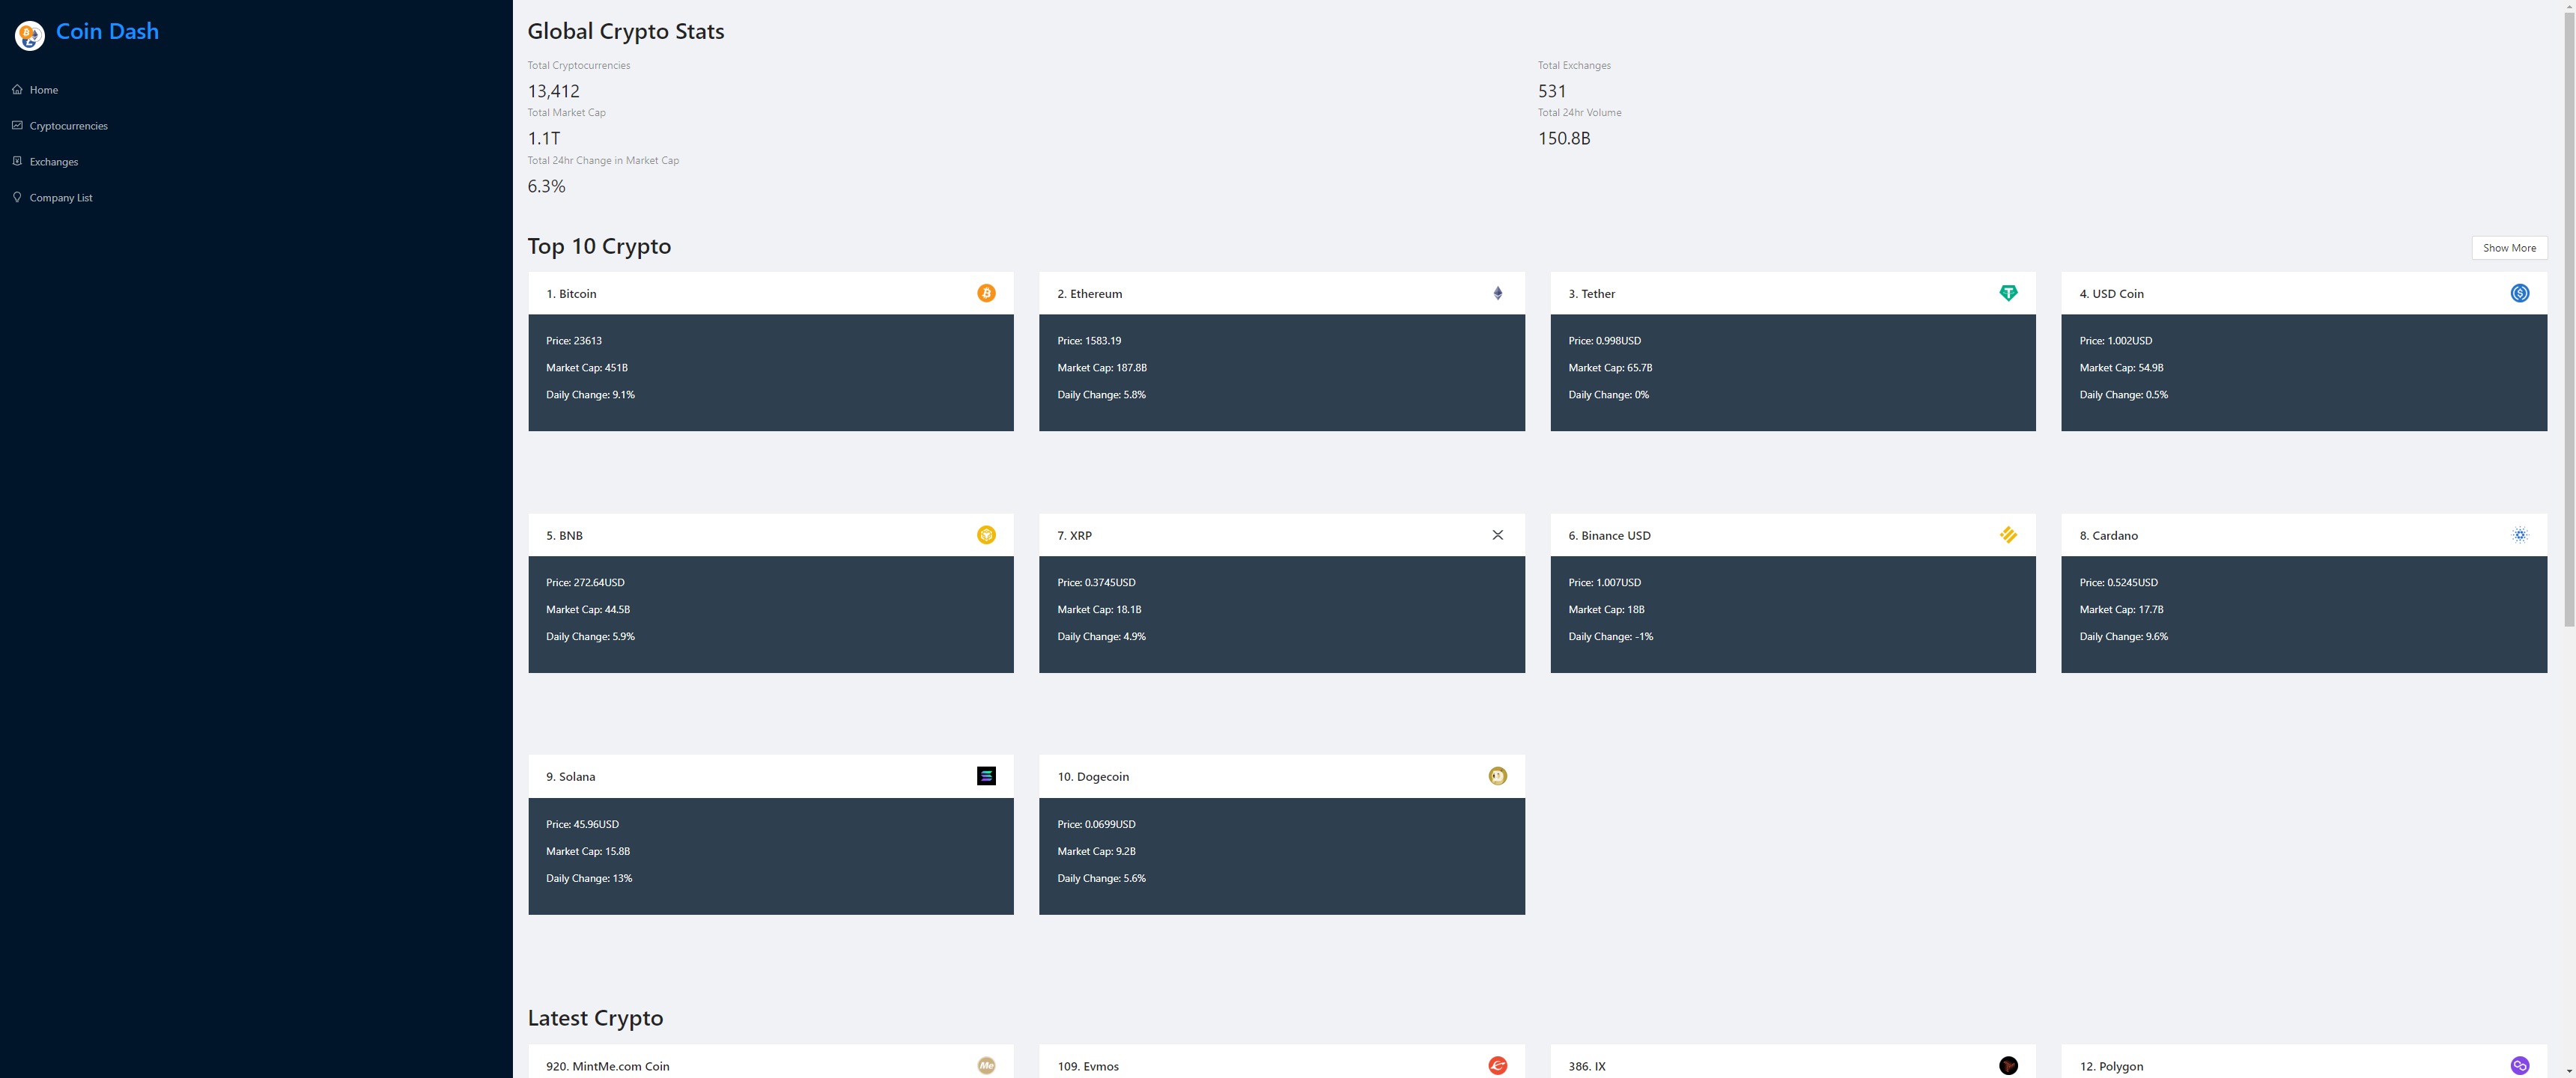 Coin Dash
Home
Cryptocurrencies
Exchanges
Company List
Global Crypto Stats
Total Cryptocurrencies
13,412
Total Exchanges
531
Total Market Cap
1.1T
Total 24hr Volume
150.8B
Total 24hr Change in Market Cap
6.3%
Top 10 Crypto
Show More
1. Bitcoin
Price: 23613
Market Cap: 451B
Daily Change: 9.1%
2. Ethereum
Price: 1583.19
Market Cap: 187.8B
Daily Change: 5.8%
3. Tether
Price: 0.998USD
Market Cap: 65.7B
Daily Change: 0%
4. USD Coin
Price: 1.002USD
Market Cap: 54.9B
Daily Change: 0.5%
5. BNB
Price: 272.64USD
Market Cap: 44.5B
Daily Change: 5.9%
7. XRP
Price: 0.3745USD
Market Cap: 18.1B
Daily Change: 4.9%
6. Binance USD
Price: 1.007USD
Market Cap: 18B
Daily Change: -1%
8. Cardano
Price: 0.5245USD
Market Cap: 17.7B
Daily Change: 9.6%
9. Solana
Price: 45.96USD
Market Cap: 15.8B
Daily Change: 13%
10. Dogecoin
Price: 0.0699USD
Market Cap: 9.2B
Daily Change: 5.6%
Latest Crypto
920. MintMe.com Coin
Me
109. Evmos
386. IX
12. Polygon